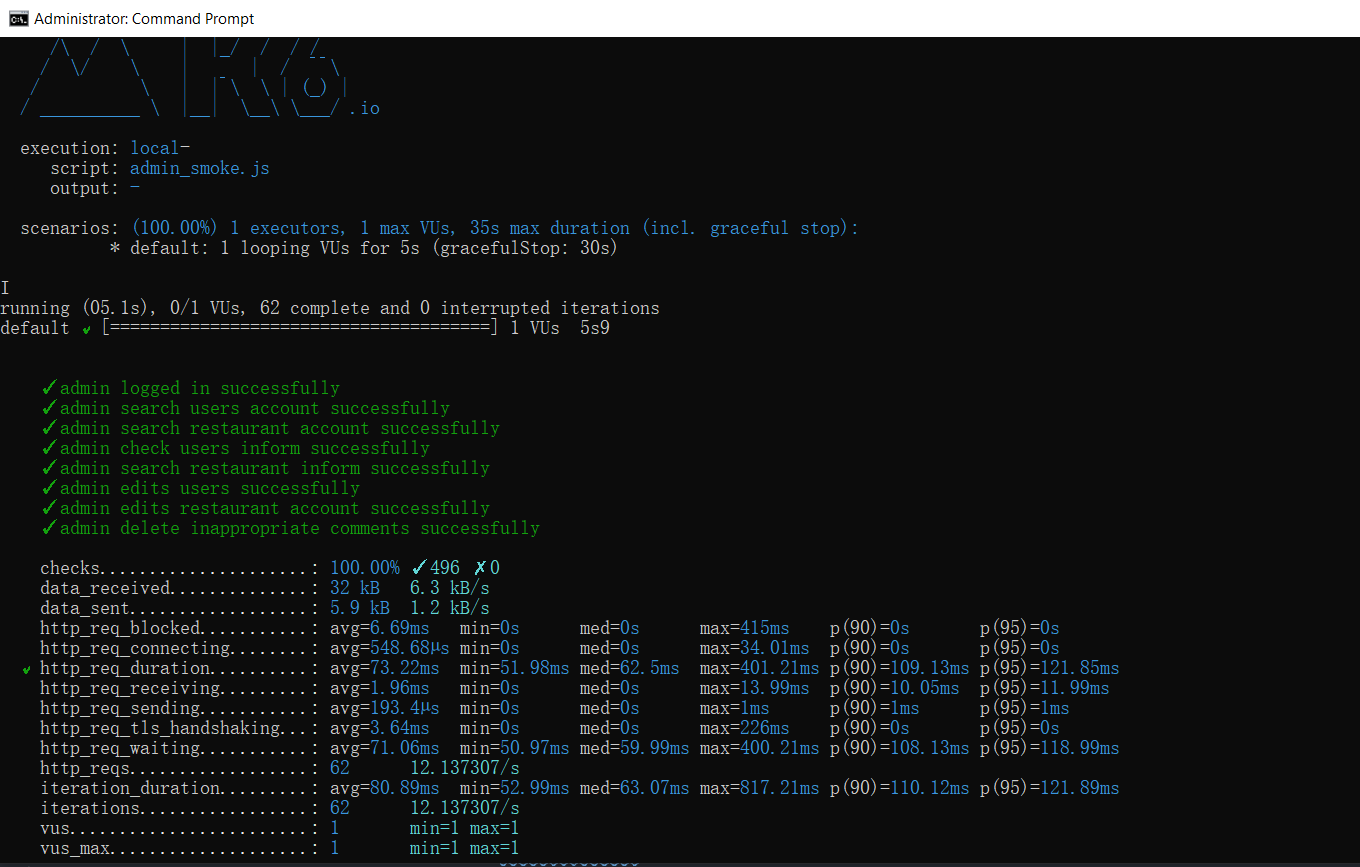 Administrator: Command Prompt
.io
execution: local-
script: admin_smoke.js
output: -
scenarios: (100.00%) 1 executors, 1 max VUs, 35s max duration (incl. graceful stop):
* default: 1 looping VUs for 5s (gracefulStop: 30s)
I
running (05.1s), 0/1 VUs, 62 complete and 0 interrupted iterations
default ✓ [======================================] 1 VUs  5s9
✓admin logged in successfully
✓admin search users account successfully
✓admin search restaurant account successfully
✓admin check users inform successfully
✓admin search restaurant inform successfully
✓admin edits users successfully
✓admin edits restaurant account successfully
✓admin delete inappropriate comments successfully
checks.....................: 100.00% ✓496 ✗0
data_received..............: 32 kB   6.3 kB/s
data_sent..................: 5.9 kB  1.2 kB/s
http_req_blocked...........: avg=6.69ms   min=0s      med=0s      max=415ms    p(90)=0s       p(95)=0s
http_req_connecting........: avg=548.68µs min=0s      med=0s      max=34.01ms  p(90)=0s       p(95)=0s
✓ http_req_duration..........: avg=73.22ms  min=51.98ms med=62.5ms  max=401.21ms p(90)=109.13ms p(95)=121.85ms
http_req_receiving.........: avg=1.96ms   min=0s      med=0s      max=13.99ms  p(90)=10.05ms  p(95)=11.99ms
http_req_sending...........: avg=193.4µs  min=0s      med=0s      max=1ms      p(90)=1ms      p(95)=1ms
http_req_tls_handshaking...: avg=3.64ms   min=0s      med=0s      max=226ms    p(90)=0s       p(95)=0s
http_req_waiting...........: avg=71.06ms  min=50.97ms med=59.99ms max=400.21ms p(90)=108.13ms p(95)=118.99ms
http_reqs..................: 62      12.137307/s
iteration_duration.........: avg=80.89ms  min=52.99ms med=63.07ms max=817.21ms p(90)=110.12ms p(95)=121.89ms
iterations.................: 62      12.137307/s
vus........................: 1       min=1 max=1
vus_max....................: 1       min=1 max=1